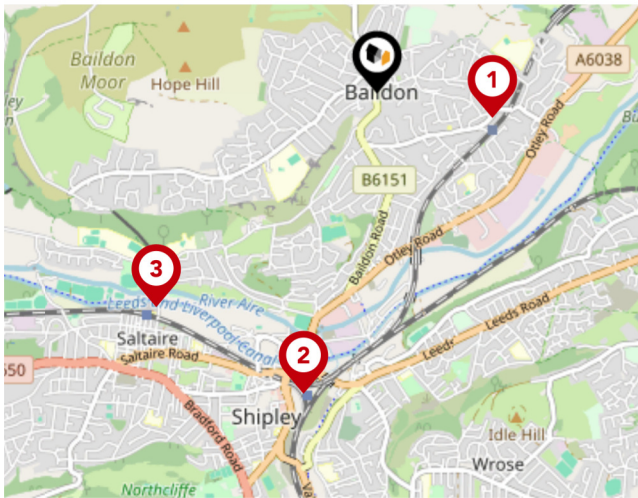 Baildon
Moor
Hope Hill
Baildon
1
A6038
Otley Road
B6151
Otley Road
Baildon Road
3
River Aire
Leeds and Liverpool Canal
Saltaire
Saltaire Road
2
Leeds Road
Leeds
650
Bradford Road
Shipley
Idle Hill
Wrose
Northcliffe